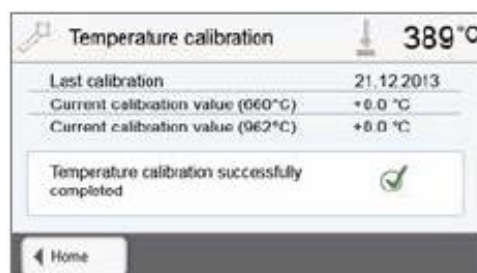 Temperature calibration 389°C
Last calibration 21.12.2013
Current calibration value (660°C) +0.0 °C
Current calibration value (962°C) +0.0 °C
Temperature calibration successfully
completed
Home